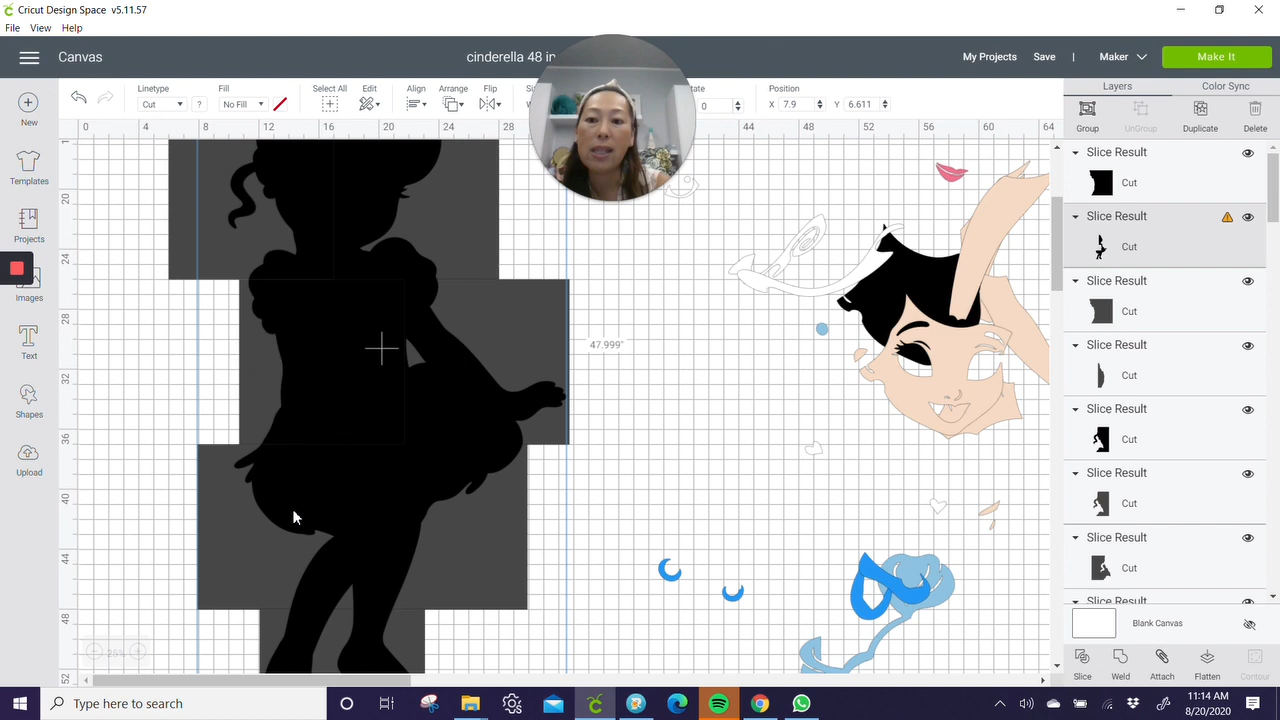 Cricut Design Space v5.11.57
File View Help
Canvas
cinderella 48 in
My Projects Save | Maker Make It
Linetype Fill Select All Edit Align Arrange Flip Rotate Position
Cut ? No Fill 0 X 7.9 Y 6.611
Layers Color Sync
Group UnGroup Duplicate Delete
0 4 8 12 16 20 24 28 44 48 52 56 60 64
20
24
28
32
36
40
44
48
52
New
Templates
Projects
Images
Text
Shapes
Upload
47.999"
25%
Slice Result
Cut
Slice Result
Cut
Slice Result
Cut
Slice Result
Cut
Slice Result
Cut
Slice Result
Cut
Slice Result
Cut
Slice Result
Blank Canvas
Slice Weld Attach Flatten Contour
Type here to search
11:14 AM
8/20/2020